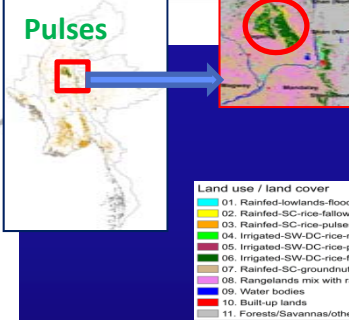 Pulses
Shan (Nor
Mandalay
Land use / land cover
01. Rainfed-lowlands-flood
02. Rainfed-SC-rice-fallow
03. Rainfed-SC-rice-pulse
04. Irrigated-SW-DC-rice-r
05. Irrigated-SW-DC-rice-p
06. Irrigated-SW-DC-rice-f
07. Rainfed-SC-groundnut
08. Rangelands mix with r
09. Water bodies
10. Built-up lands
11. Forests/Savannas/othe